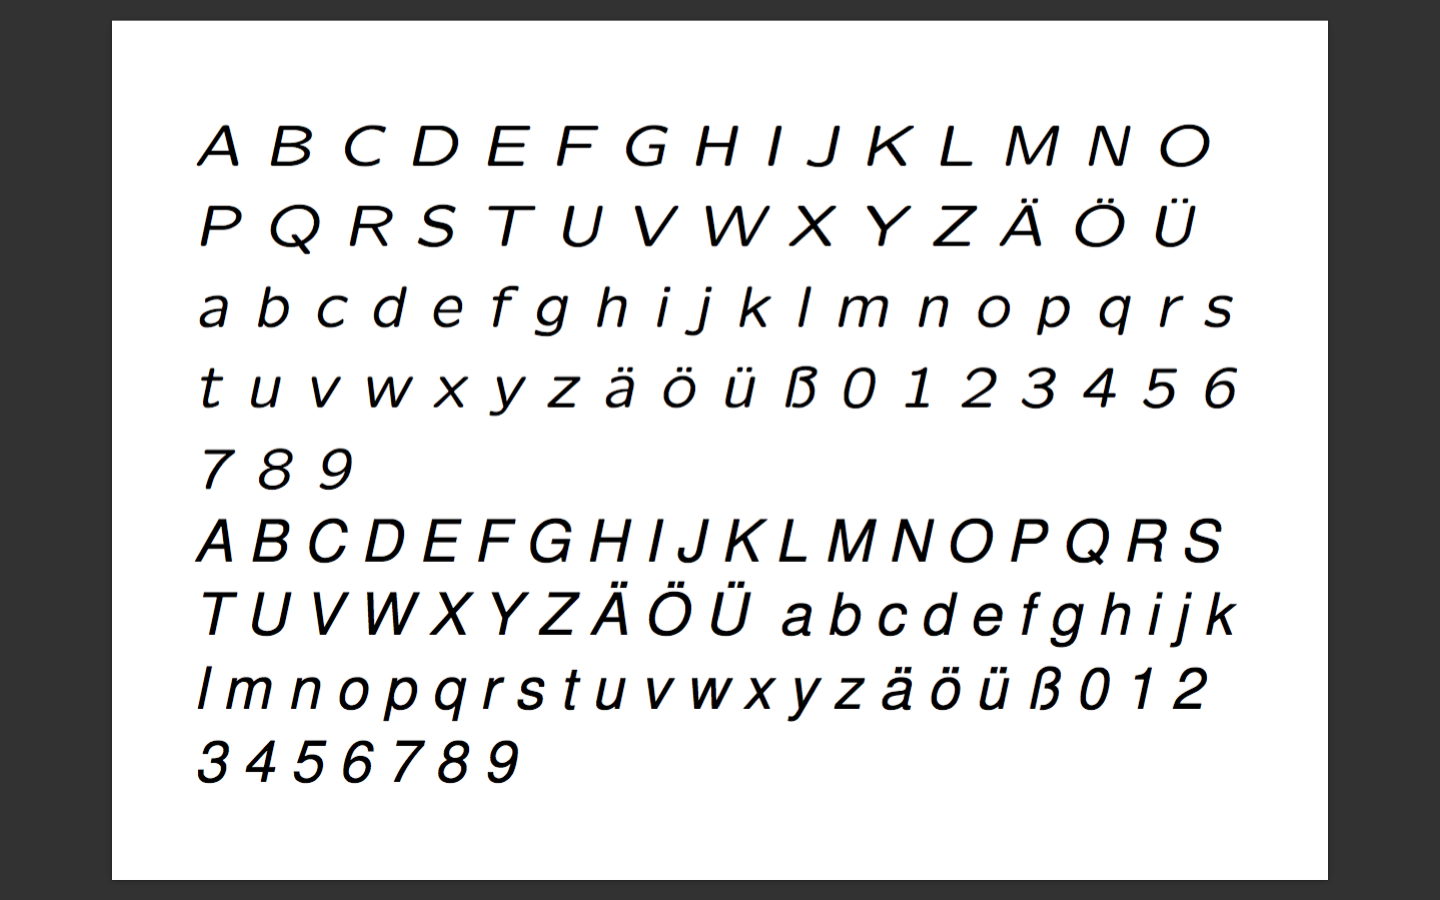 A B C D E F G H I J K L M N O
P Q R S T U V W X Y Z Ä Ö Ü
a b c d e f g h i j k l m n o p q r s
t u v w x y z ä ö ü ß 0 1 2 3 4 5 6
7 8 9
A B C D E F G H I J K L M N O P Q R S
T U V W X Y Z Ä Ö Ü a b c d e f g h i j k
l m n o p q r s t u v w x y z ä ö ü ß 0 1 2
3 4 5 6 7 8 9